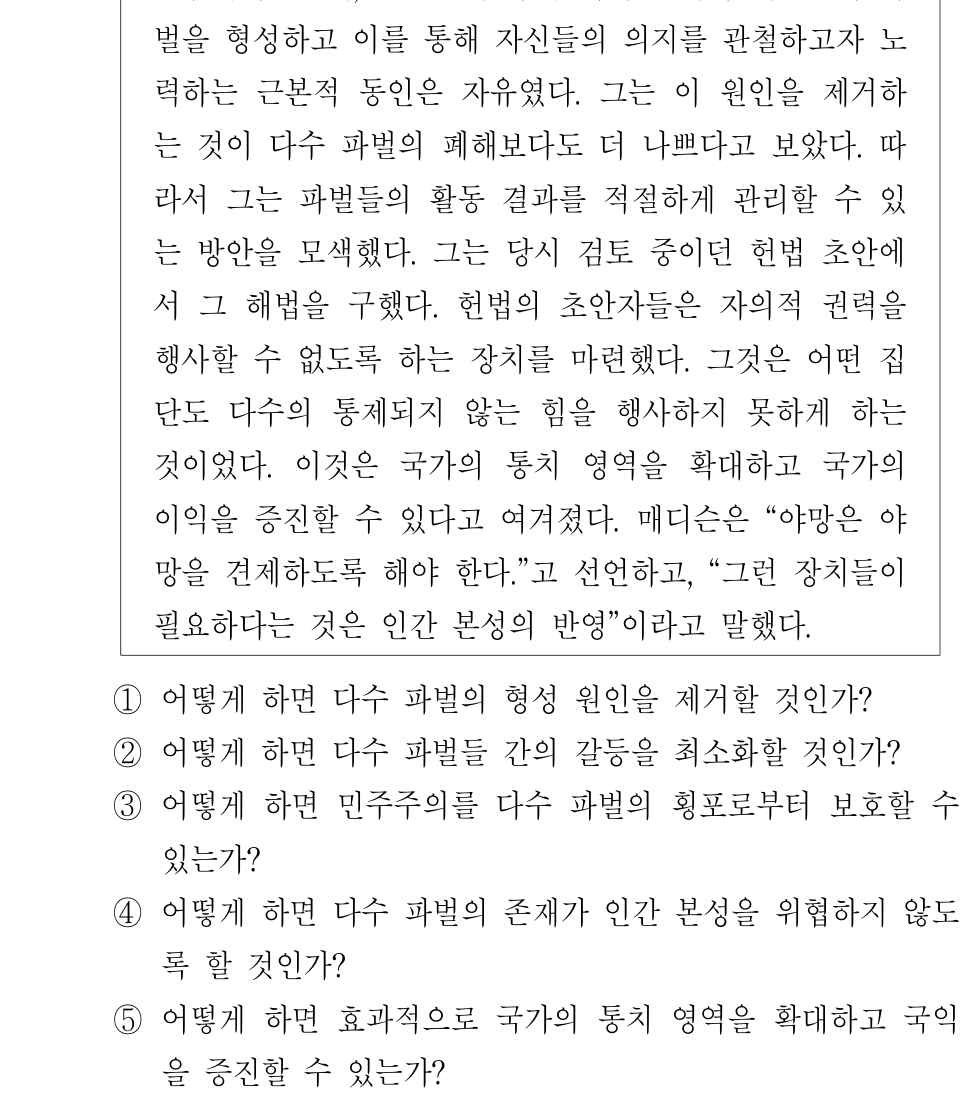 벌을 형성하고 이를 통해 자신들의 의지를 관철하고자 노
력하는 근본적 동인은 자유였다. 그는 이 원인을 제거하
는 것이 다수 파벌의 폐해보다도 더 나쁘다고 보았다. 따
라서 그는 파벌들의 활동 결과를 적절하게 관리할 수 있
는 방안을 모색했다. 그는 당시 검토 중이던 헌법 초안에
서 그 해법을 구했다. 헌법의 초안자들은 자의적 권력을
행사할 수 없도록 하는 장치를 마련했다. 그것은 어떤 집
단도 다수의 통제되지 않는 힘을 행사하지 못하게 하는
것이었다. 이것은 국가의 통치 영역을 확대하고 국가의
이익을 증진할 수 있다고 여겨졌다. 매디슨은 “야망은 야
망을 견제하도록 해야 한다.”고 선언하고, “그런 장치들이
필요하다는 것은 인간 본성의 반영”이라고 말했다.
① 어떻게 하면 다수 파벌의 형성 원인을 제거할 것인가?
② 어떻게 하면 다수 파벌들 간의 갈등을 최소화할 것인가?
③ 어떻게 하면 민주주의를 다수 파벌의 횡포로부터 보호할 수
있는가?
④ 어떻게 하면 다수 파벌의 존재가 인간 본성을 위협하지 않도
록 할 것인가?
⑤ 어떻게 하면 효과적으로 국가의 통치 영역을 확대하고 국익
을 증진할 수 있는가?